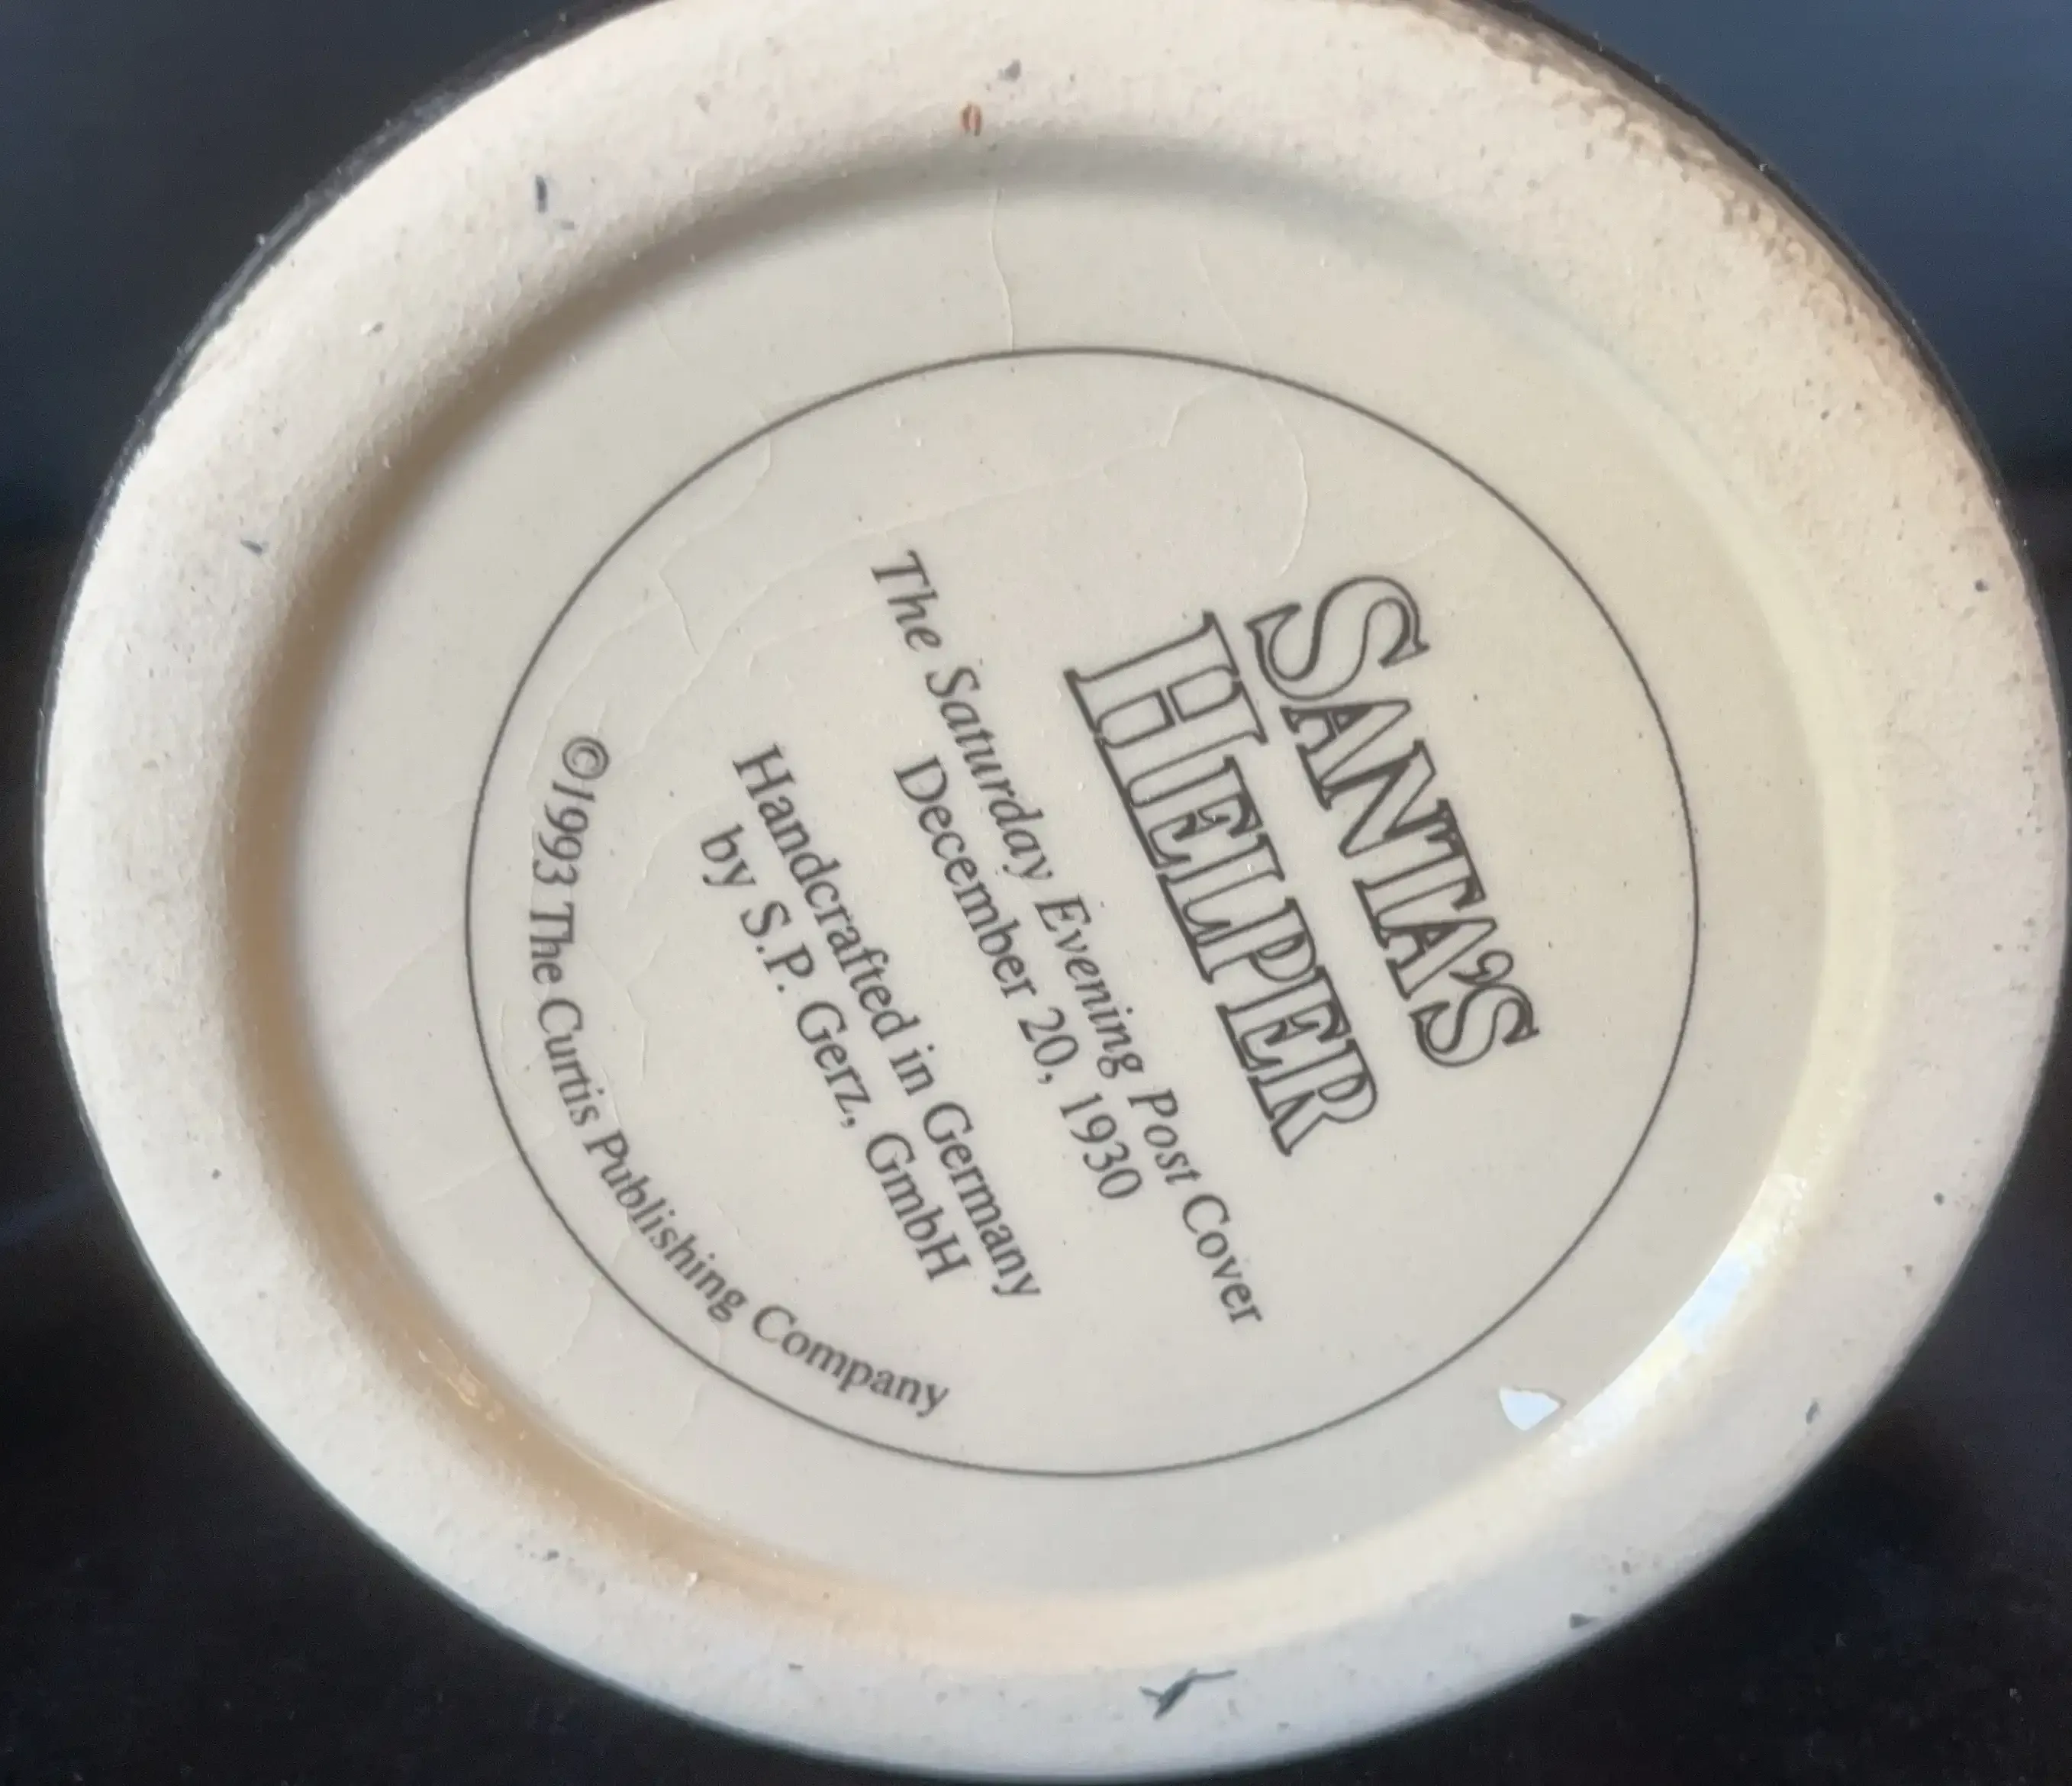 SANTA'S
HELPER
The Saturday Evening Post Cover
December 20, 1930
Handcrafted in Germany
by S.P. Gerz, GmbH
©1993 The Curtis Publishing Company